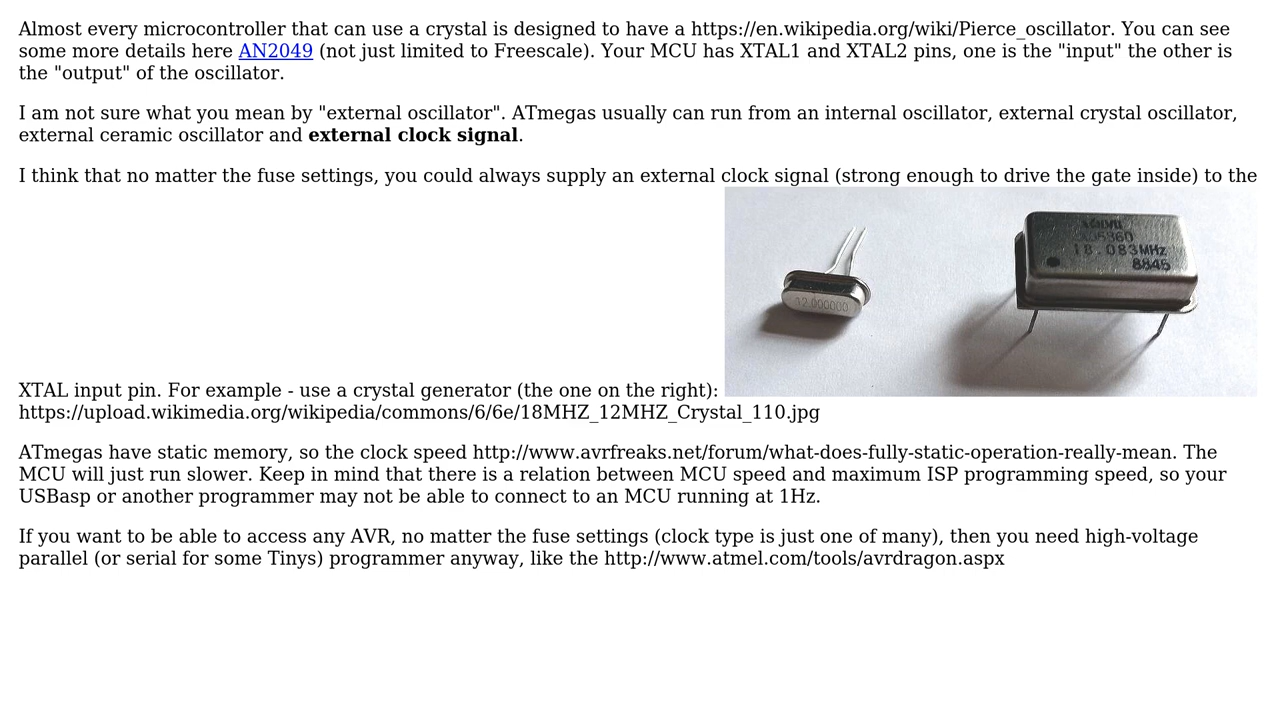 Almost every microcontroller that can use a crystal is designed to have a https://en.wikipedia.org/wiki/Pierce_oscillator. You can see
some more details here AN2049 (not just limited to Freescale). Your MCU has XTAL1 and XTAL2 pins, one is the "input" the other is
the "output" of the oscillator.
I am not sure what you mean by "external oscillator". ATmegas usually can run from an internal oscillator, external crystal oscillator,
external ceramic oscillator and external clock signal.
I think that no matter the fuse settings, you could always supply an external clock signal (strong enough to drive the gate inside) to the
12.000000
18.083MHz
8845
XTAL input pin. For example - use a crystal generator (the one on the right):
https://upload.wikimedia.org/wikipedia/commons/6/6e/18MHZ_12MHZ_Crystal_110.jpg
ATmegas have static memory, so the clock speed http://www.avrfreaks.net/forum/what-does-fully-static-operation-really-mean. The
MCU will just run slower. Keep in mind that there is a relation between MCU speed and maximum ISP programming speed, so your
USBasp or another programmer may not be able to connect to an MCU running at 1Hz.
If you want to be able to access any AVR, no matter the fuse settings (clock type is just one of many), then you need high-voltage
parallel (or serial for some Tinys) programmer anyway, like the http://www.atmel.com/tools/avrdragon.aspx